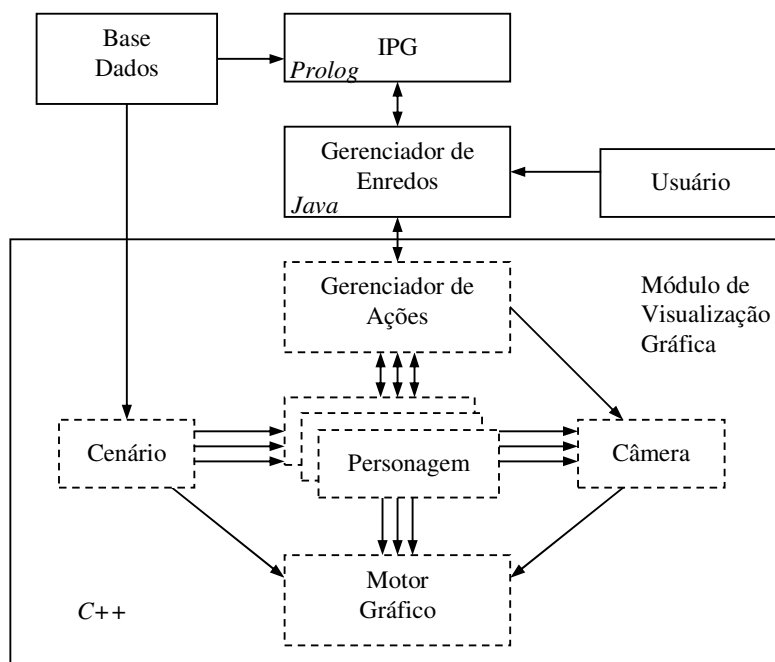 Base
Dados
IPG
Prolog
Gerenciador de
Enredos
Java
Usuário
Gerenciador de
Ações
Módulo de
Visualização
Gráfica
Cenário
Personagem
Câmera
Motor
Gráfico
C++